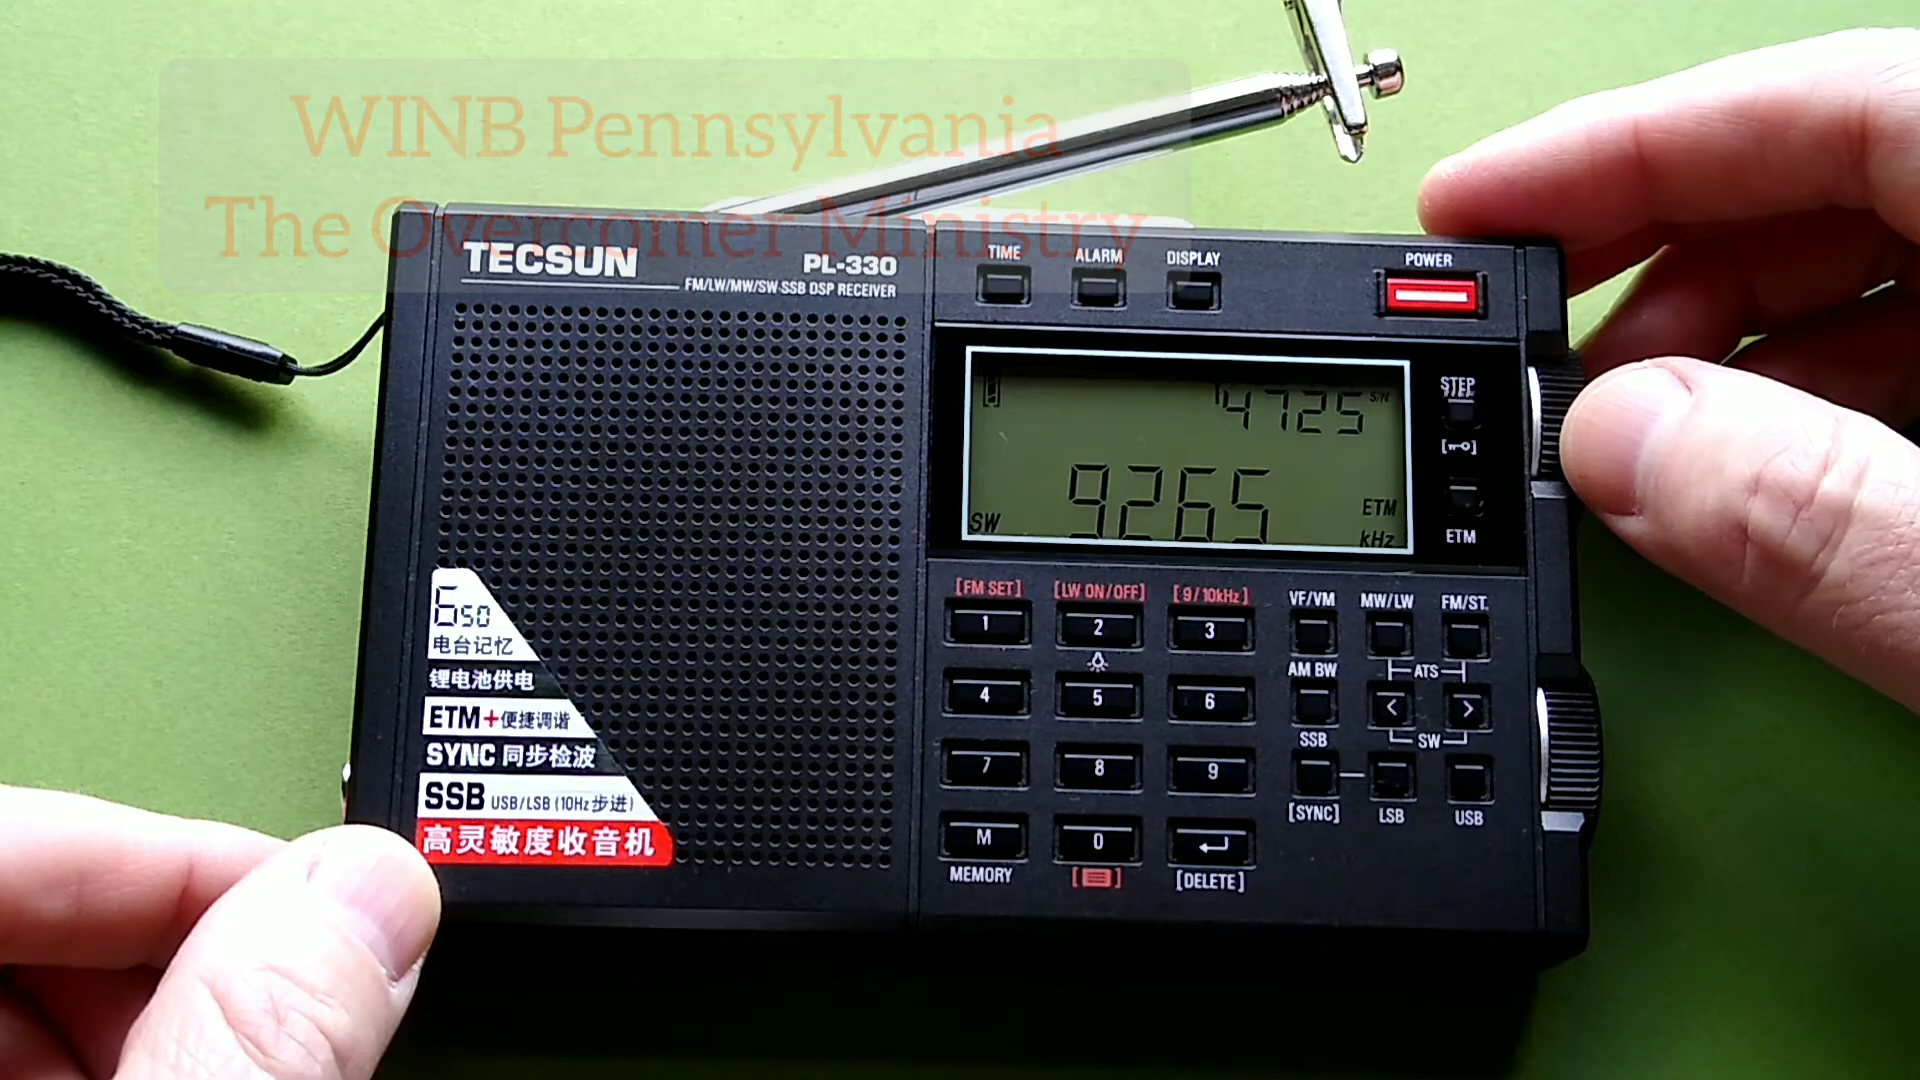 WINB Pennsylvania
The Overcomer Ministry
TECSUN
PL-330
FM/LW/MW/SW-SSB DSP RECEIVER
TIME
ALARM
DISPLAY
POWER
4725 S/N
9265
SW
ETM
kHz
STEP
ETM
650
电台记忆
锂电池供电
ETM+便捷调谐
SYNC 同步检波
SSB USB/LSB (10Hz步进)
高灵敏度收音机
[FM SET]
[LW ON/OFF]
[9/10kHz]
VF/VM
MW/LW
FM/ST.
1
2
3
AM BW
ATS
4
5
6
<
>
SSB
SW
7
8
9
[SYNC]
LSB
USB
M
0
MEMORY
[DELETE]